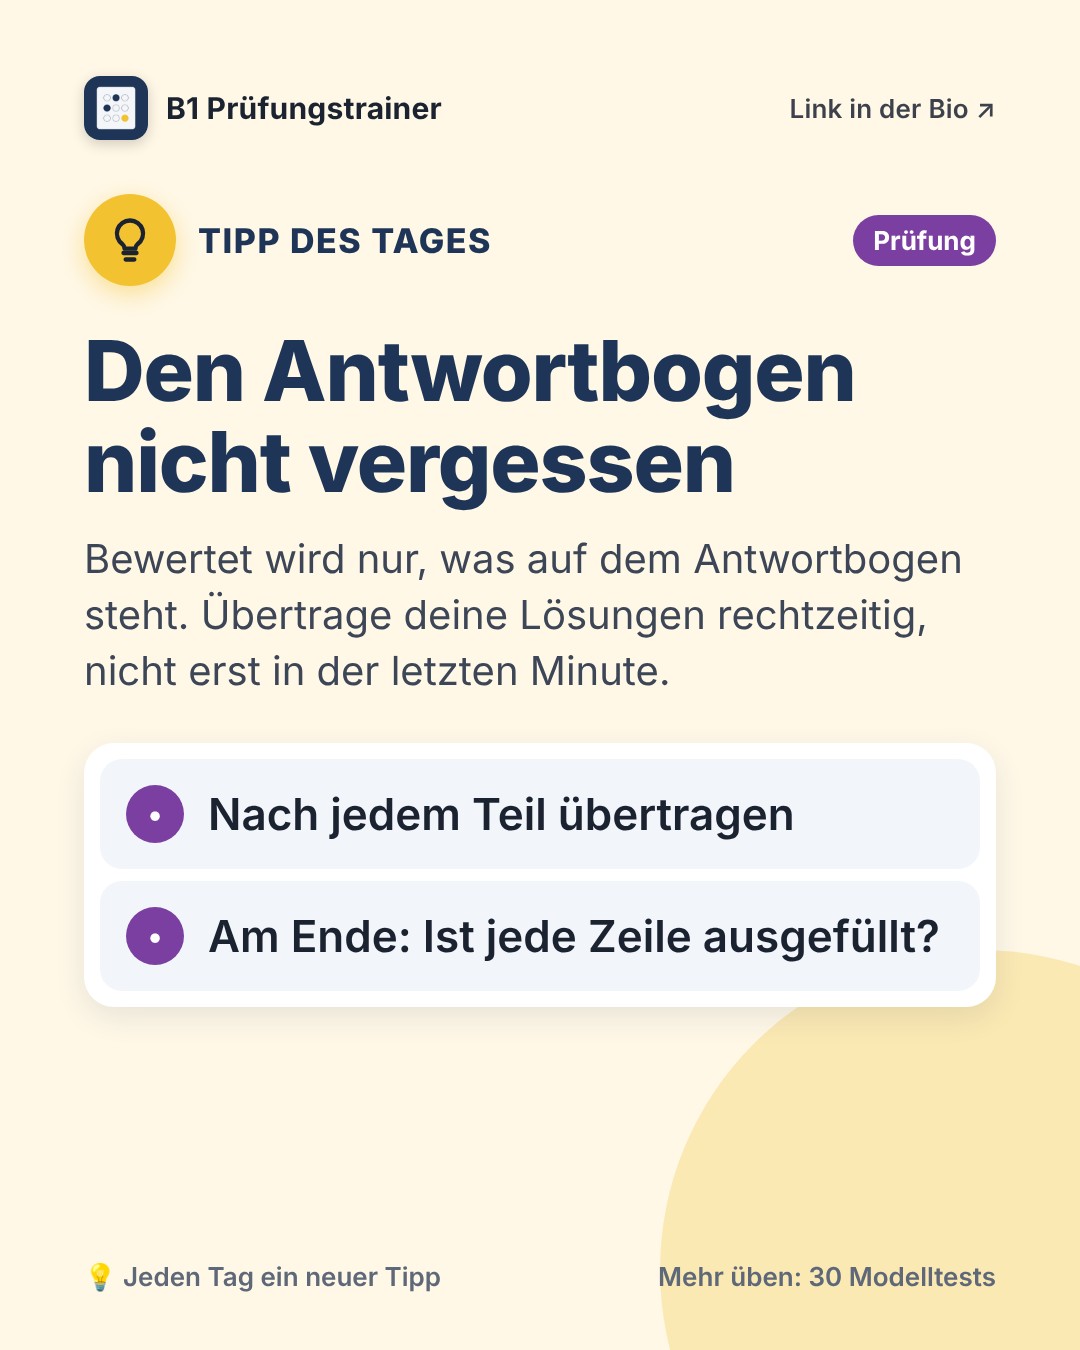 B1 Prüfungstrainer
Link in der Bio ↗
TIPP DES TAGES
Prüfung
Den Antwortbogen
nicht vergessen
Bewertet wird nur, was auf dem Antwortbogen
steht. Übertrage deine Lösungen rechtzeitig,
nicht erst in der letzten Minute.
• Nach jedem Teil übertragen
• Am Ende: Ist jede Zeile ausgefüllt?
💡 Jeden Tag ein neuer Tipp
Mehr üben: 30 Modelltests